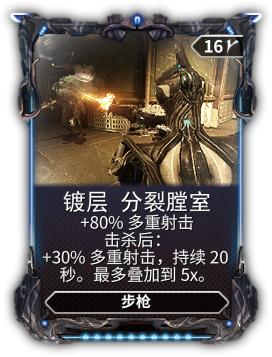 16
镀层 分裂膛室
+80% 多重射击
击杀后：
+30% 多重射击，持续 20
秒。最多叠加到 5x。
步枪